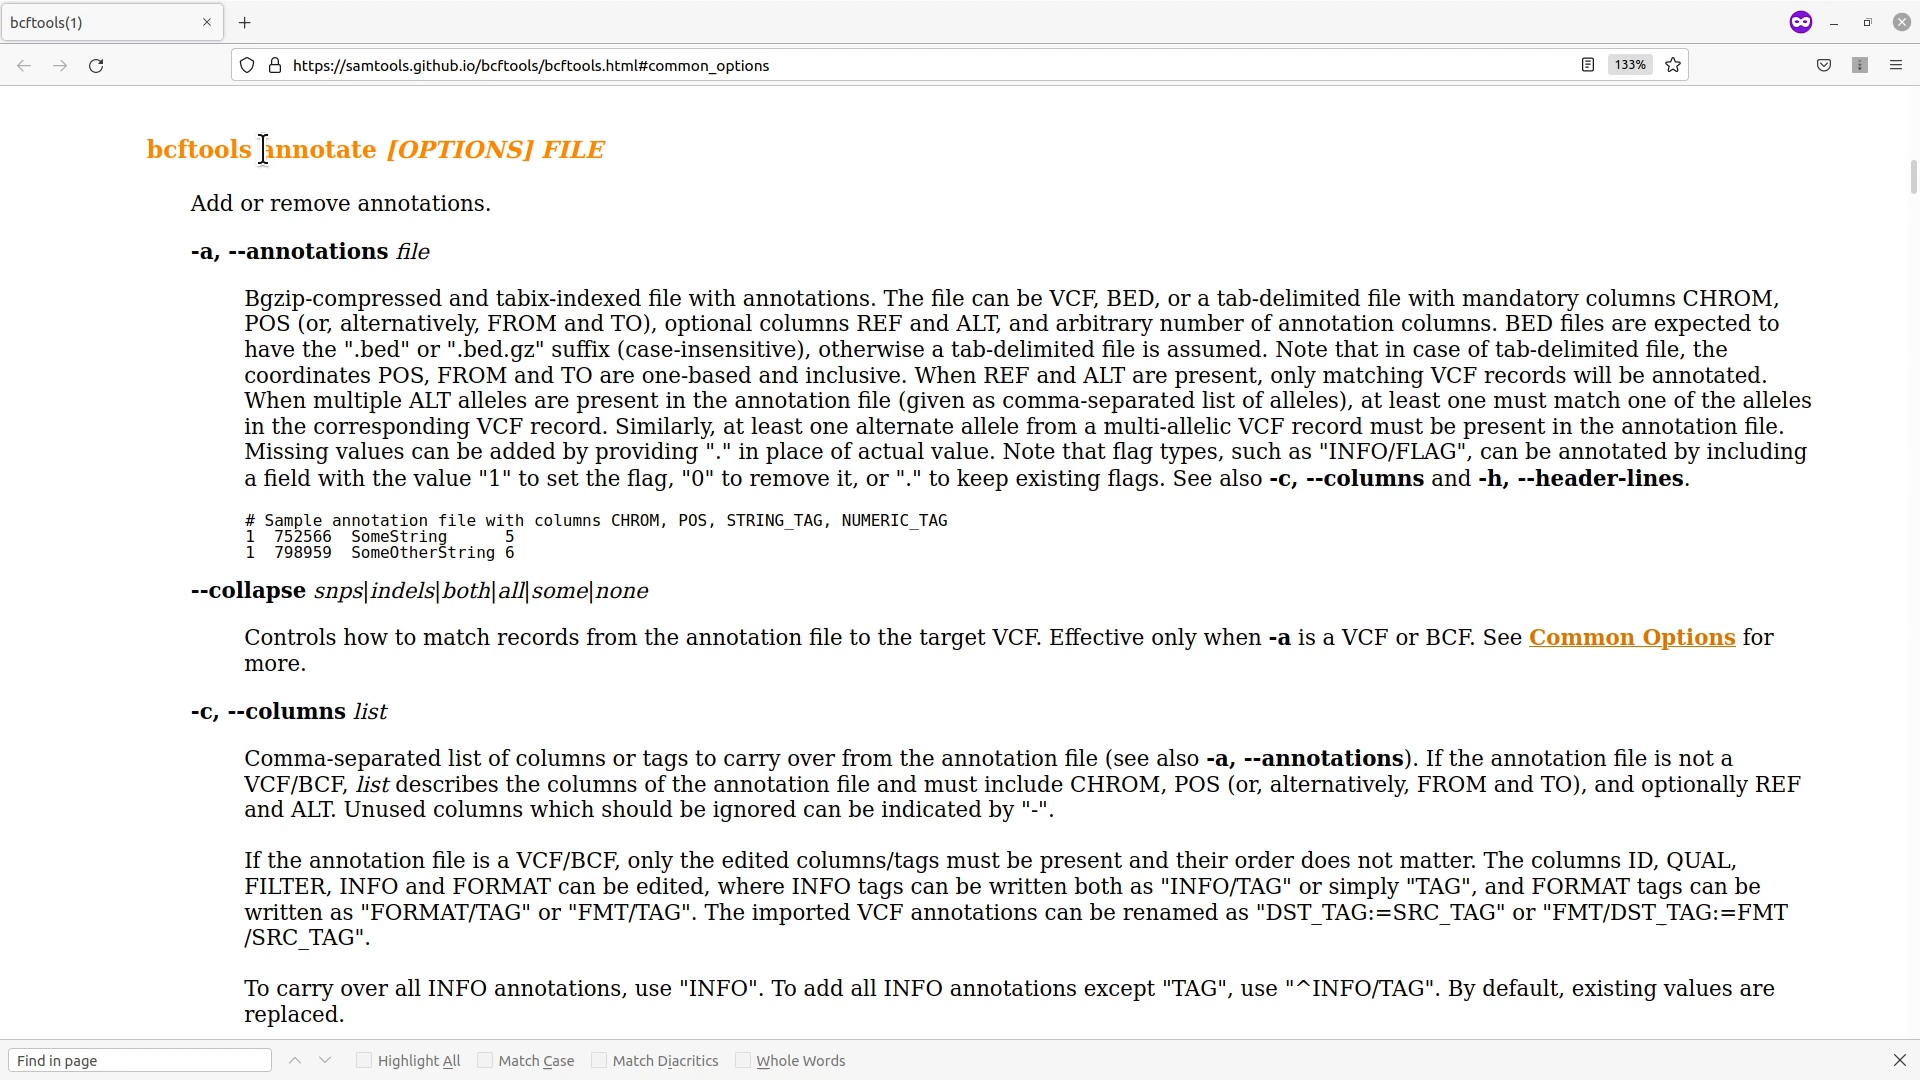 bcftools(1)
https://samtools.github.io/bcftools/bcftools.html#common_options
133%
bcftools annotate [OPTIONS] FILE
Add or remove annotations.
-a, --annotations file
Bgzip-compressed and tabix-indexed file with annotations. The file can be VCF, BED, or a tab-delimited file with mandatory columns CHROM,
POS (or, alternatively, FROM and TO), optional columns REF and ALT, and arbitrary number of annotation columns. BED files are expected to
have the ".bed" or ".bed.gz" suffix (case-insensitive), otherwise a tab-delimited file is assumed. Note that in case of tab-delimited file, the
coordinates POS, FROM and TO are one-based and inclusive. When REF and ALT are present, only matching VCF records will be annotated.
When multiple ALT alleles are present in the annotation file (given as comma-separated list of alleles), at least one must match one of the alleles
in the corresponding VCF record. Similarly, at least one alternate allele from a multi-allelic VCF record must be present in the annotation file.
Missing values can be added by providing "." in place of actual value. Note that flag types, such as "INFO/FLAG", can be annotated by including
a field with the value "1" to set the flag, "0" to remove it, or "." to keep existing flags. See also -c, --columns and -h, --header-lines.
# Sample annotation file with columns CHROM, POS, STRING_TAG, NUMERIC_TAG
1  752566  SomeString      5
1  798959  SomeOtherString 6
--collapse snps|indels|both|all|some|none
Controls how to match records from the annotation file to the target VCF. Effective only when -a is a VCF or BCF. See Common Options for
more.
-c, --columns list
Comma-separated list of columns or tags to carry over from the annotation file (see also -a, --annotations). If the annotation file is not a
VCF/BCF, list describes the columns of the annotation file and must include CHROM, POS (or, alternatively, FROM and TO), and optionally REF
and ALT. Unused columns which should be ignored can be indicated by "-".
If the annotation file is a VCF/BCF, only the edited columns/tags must be present and their order does not matter. The columns ID, QUAL,
FILTER, INFO and FORMAT can be edited, where INFO tags can be written both as "INFO/TAG" or simply "TAG", and FORMAT tags can be
written as "FORMAT/TAG" or "FMT/TAG". The imported VCF annotations can be renamed as "DST_TAG:=SRC_TAG" or "FMT/DST_TAG:=FMT
/SRC_TAG".
To carry over all INFO annotations, use "INFO". To add all INFO annotations except "TAG", use "^INFO/TAG". By default, existing values are
replaced.
Find in page
Highlight All
Match Case
Match Diacritics
Whole Words